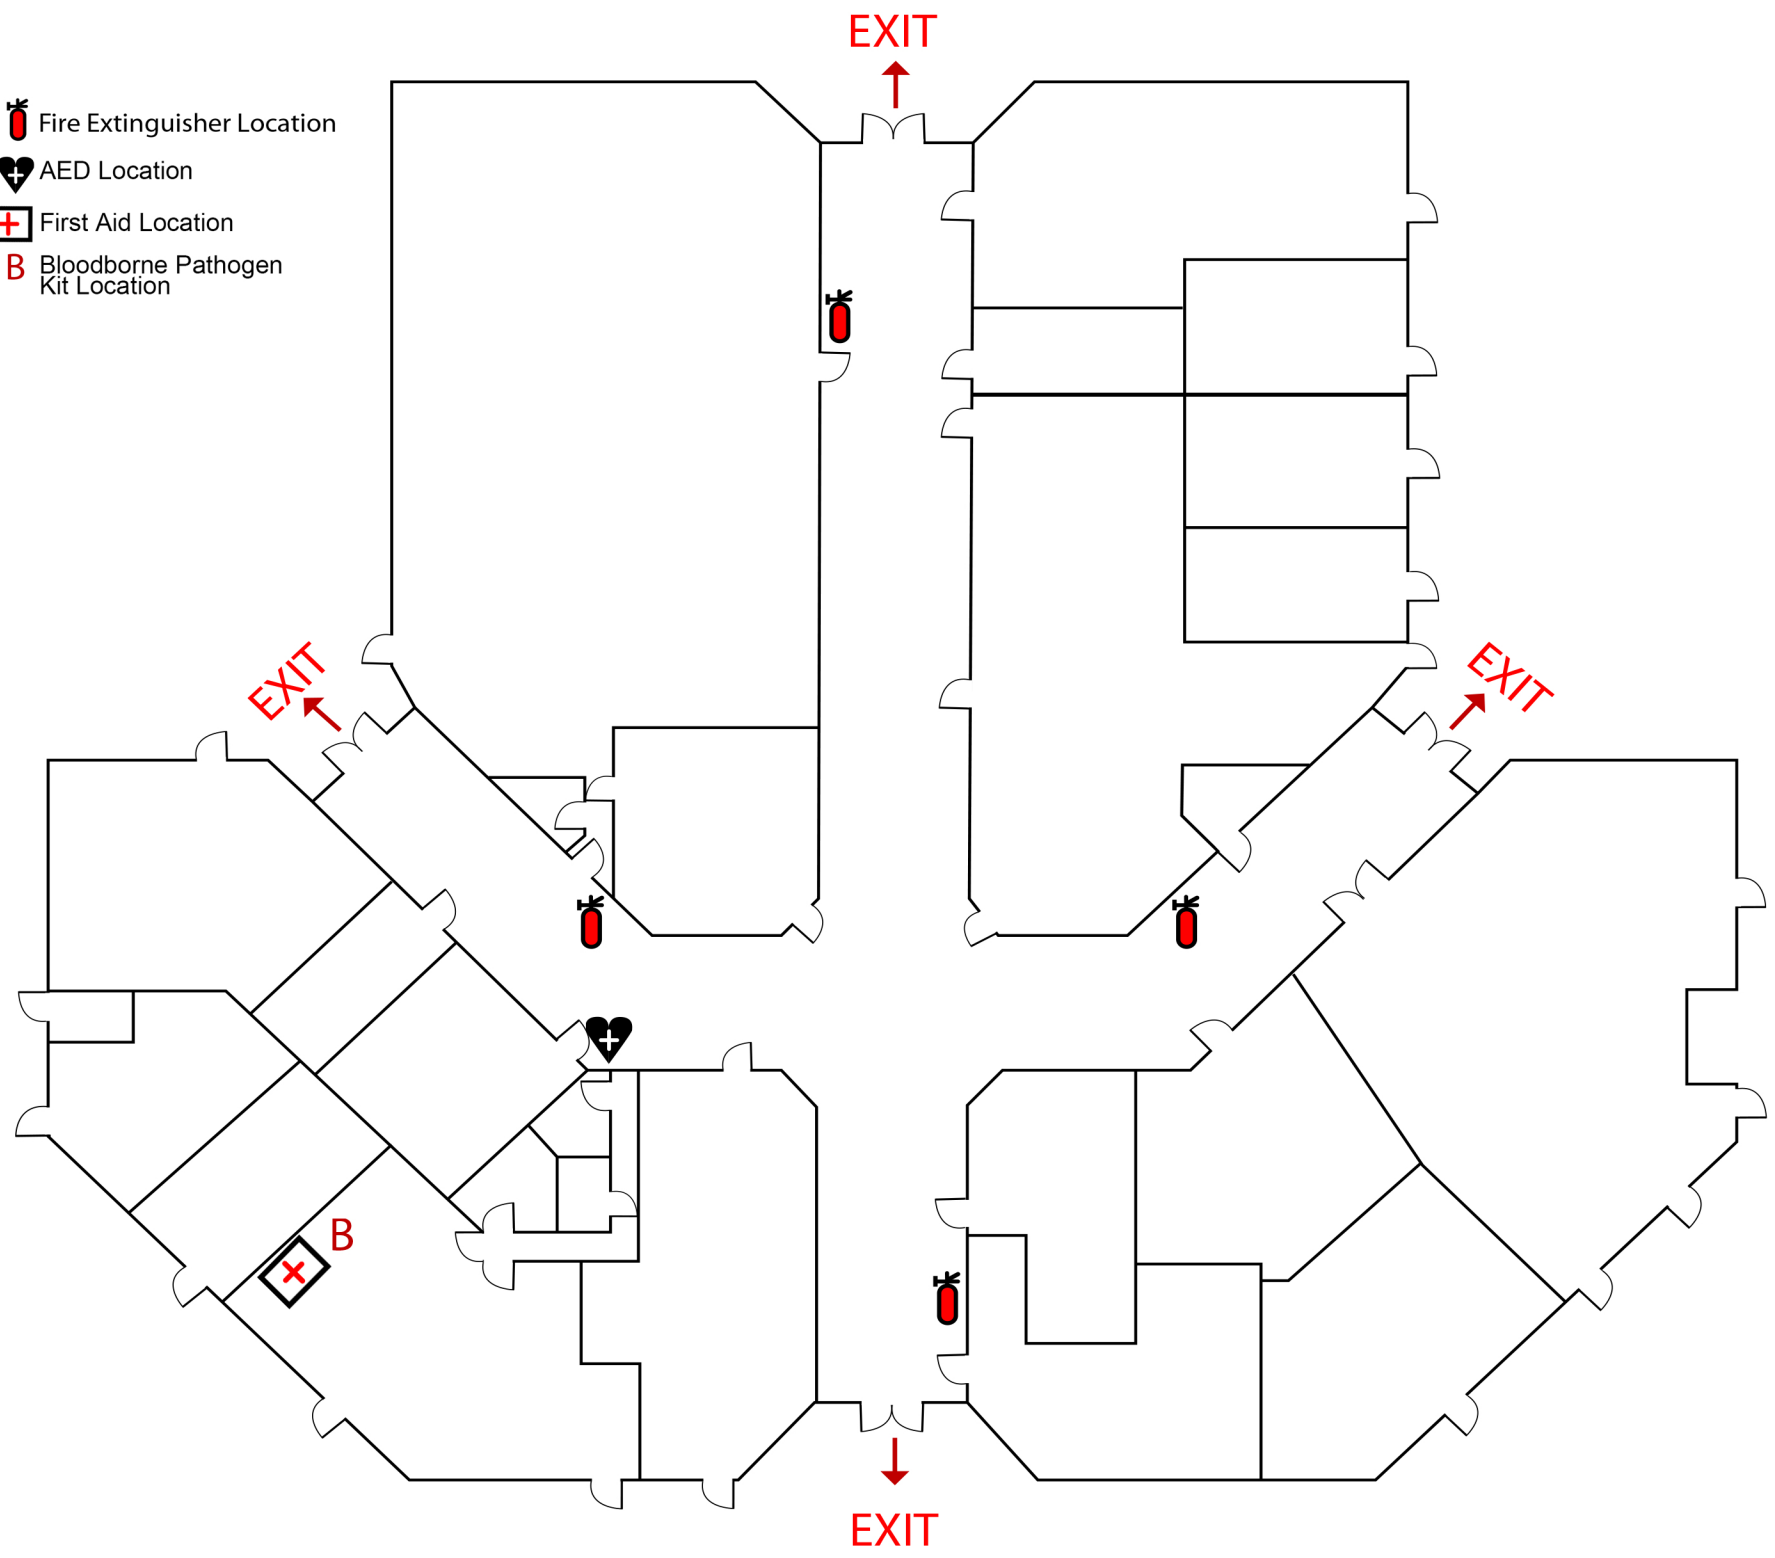 EXIT
Fire Extinguisher Location
AED Location
First Aid Location
B Bloodborne Pathogen
Kit Location
EXIT
EXIT
B
EXIT